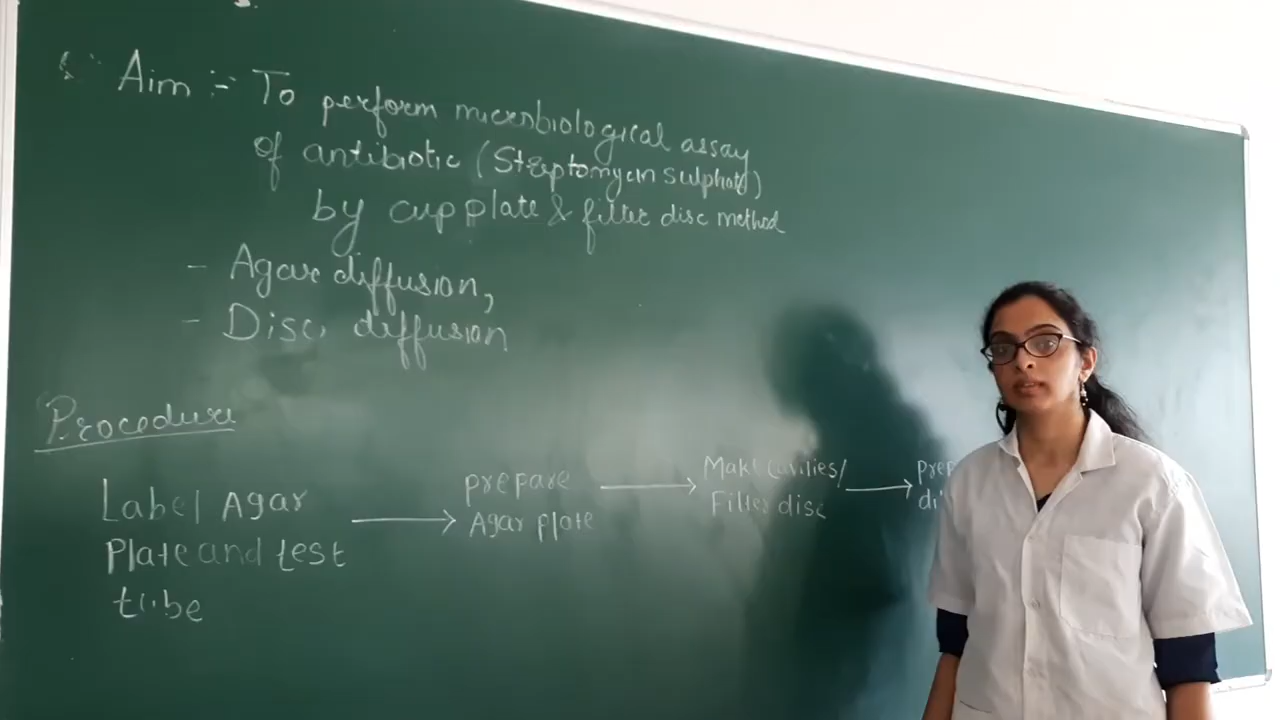 Aim :- To perform microbiological assay
of antibiotic (Streptomycin sulphate)
by cup plate & filter disc method
- Agar diffusion,
- Disc diffusion
Procedure
Label Agar
Plate and test
tube
→ prepare
Agar plate
→ Make cavities/
Filter disc
→